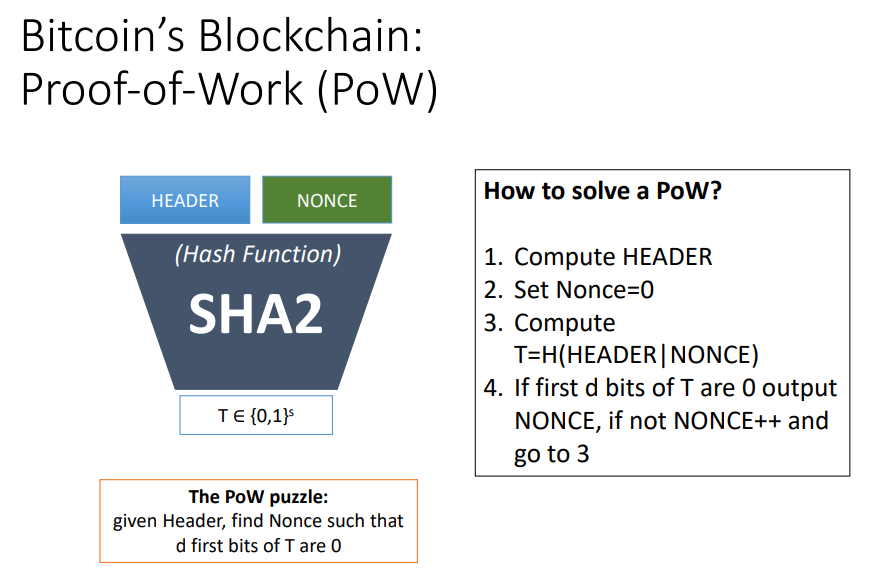 Bitcoin’s Blockchain:
Proof-of-Work (PoW)
HEADER
NONCE
(Hash Function)
SHA2
T ∈ {0,1}ˢ
The PoW puzzle:
given Header, find Nonce such that
d first bits of T are 0
How to solve a PoW?
1. Compute HEADER
2. Set Nonce=0
3. Compute
T=H(HEADER|NONCE)
4. If first d bits of T are 0 output
NONCE, if not NONCE++ and
go to 3